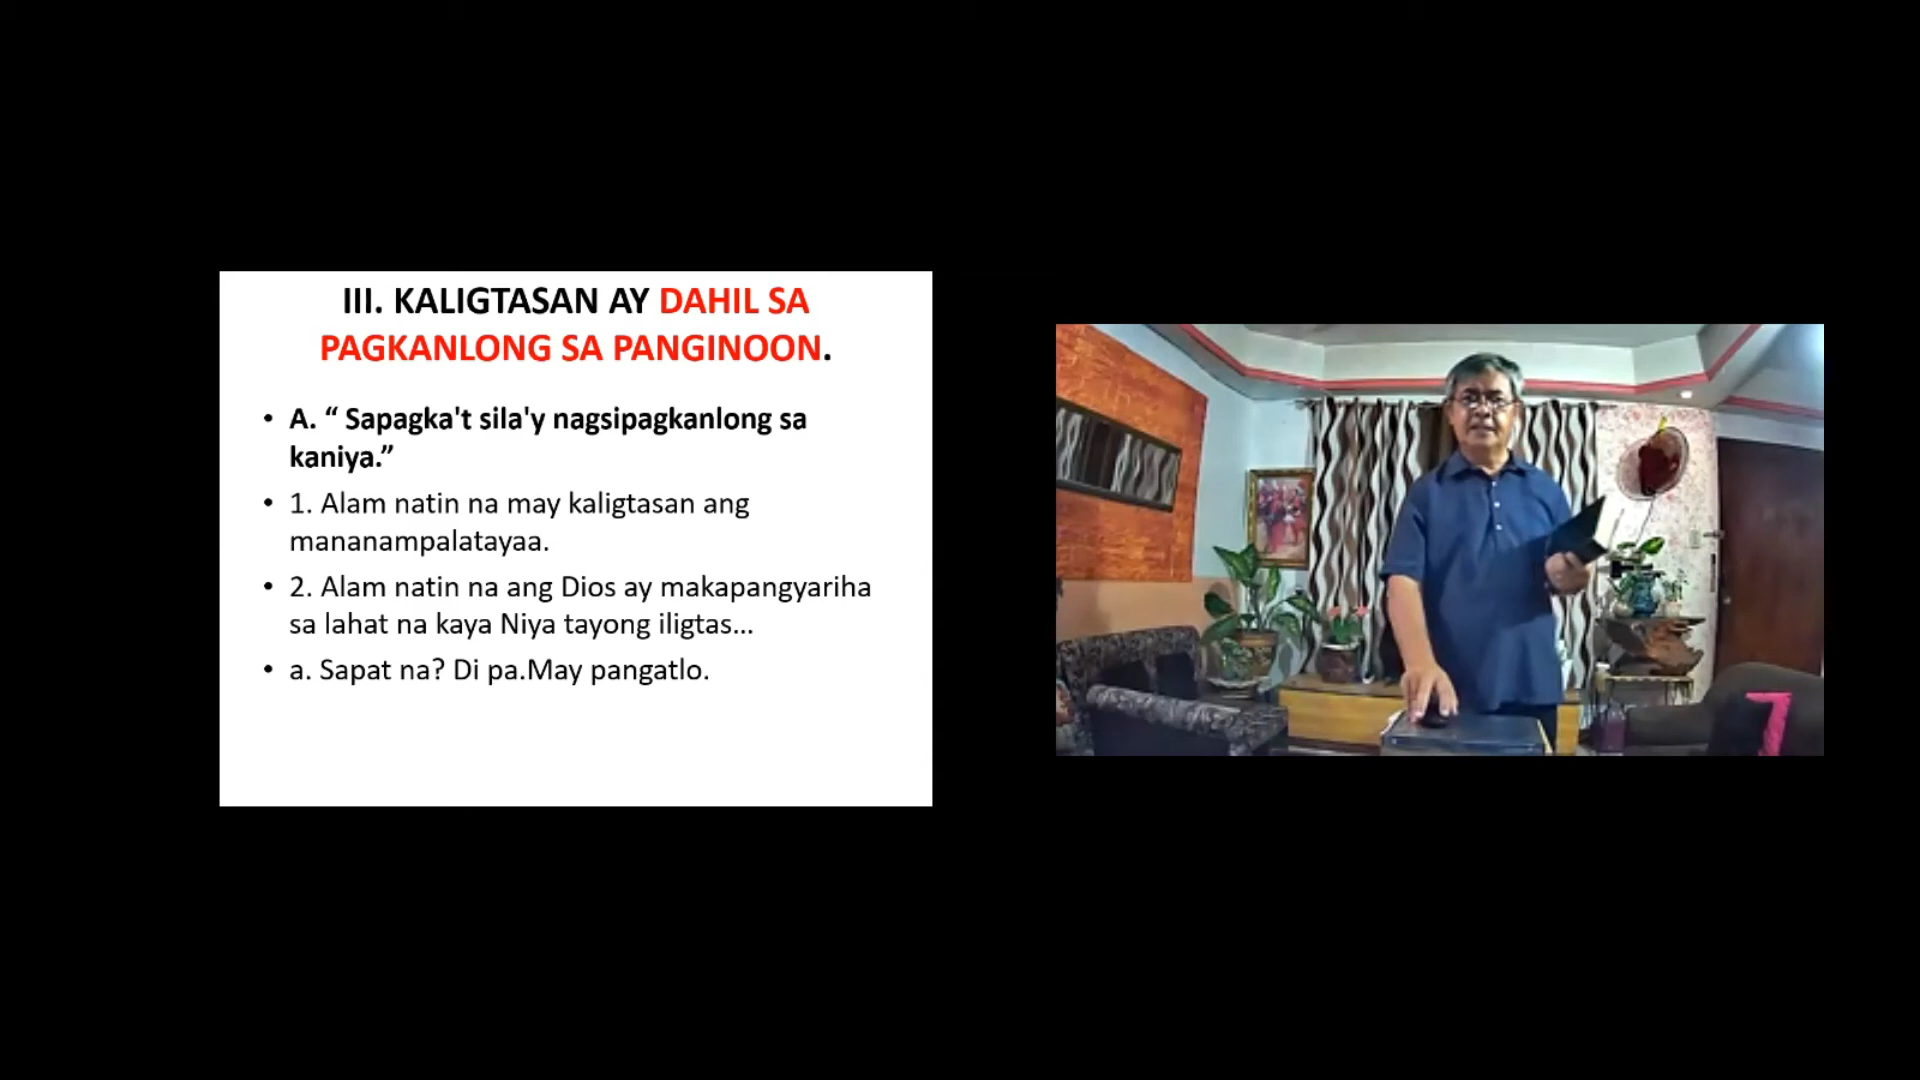 III. KALIGTASAN AY DAHIL SA
PAGKANLONG SA PANGINOON.
• A. “ Sapagka't sila'y nagsipagkanlong sa
kaniya.”
• 1. Alam natin na may kaligtasan ang
mananampalatayaa.
• 2. Alam natin na ang Dios ay makapangyariha
sa lahat na kaya Niya tayong iligtas...
• a. Sapat na? Di pa.May pangatlo.